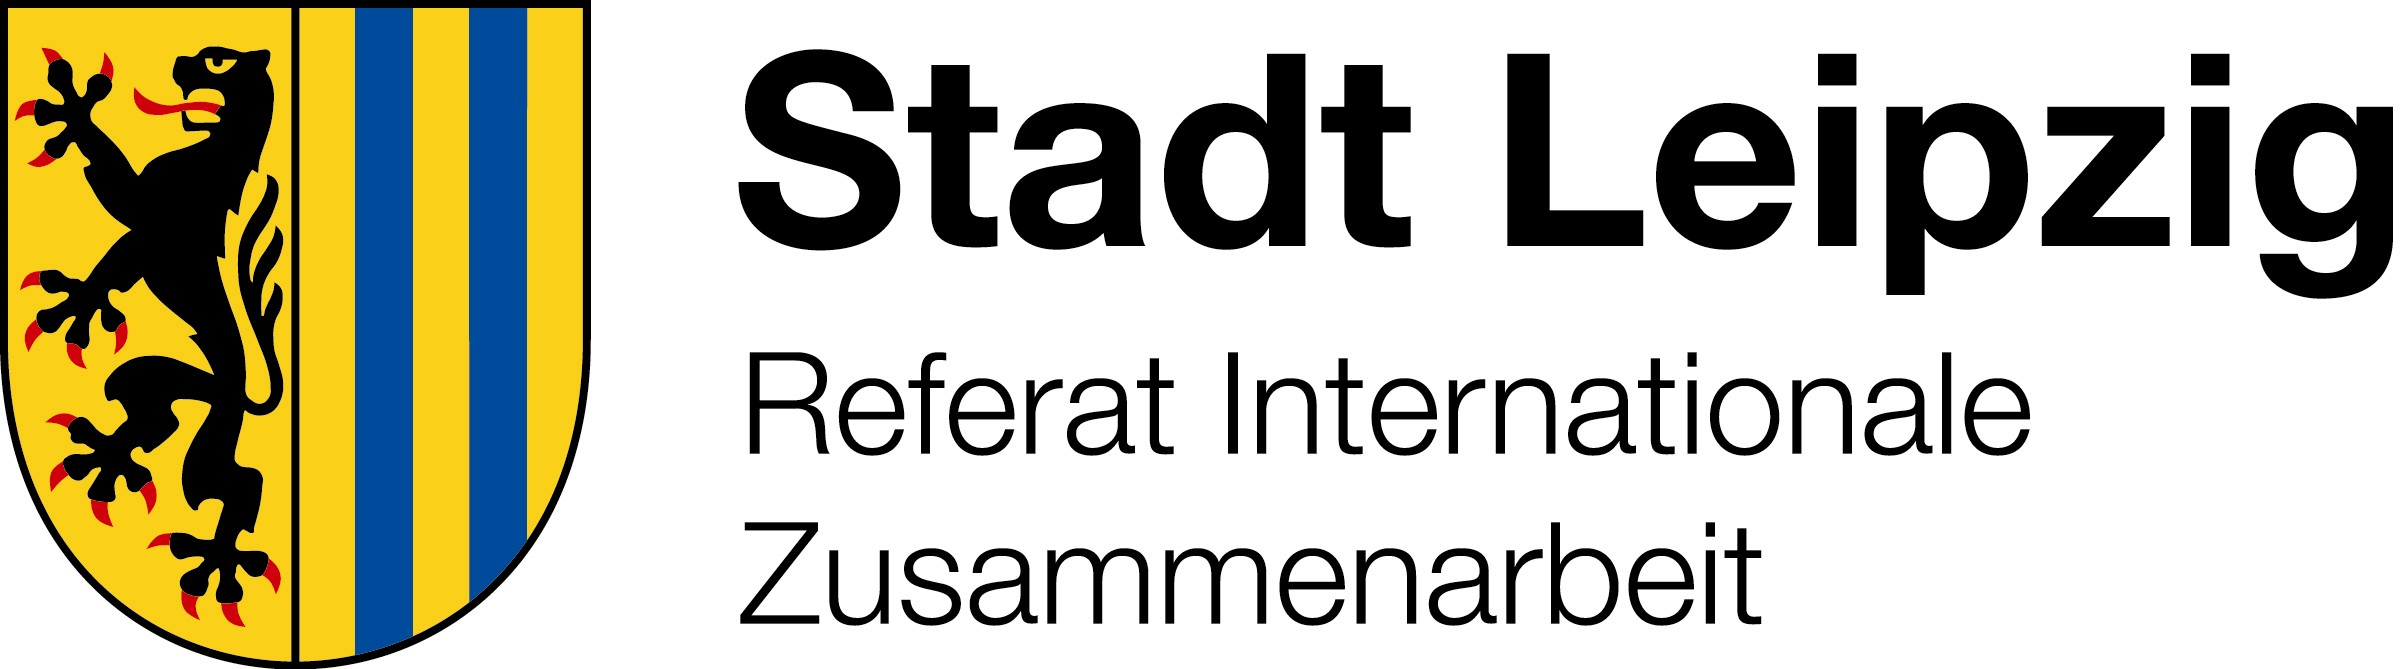 Stadt Leipzig
Referat Internationale
Zusammenarbeit